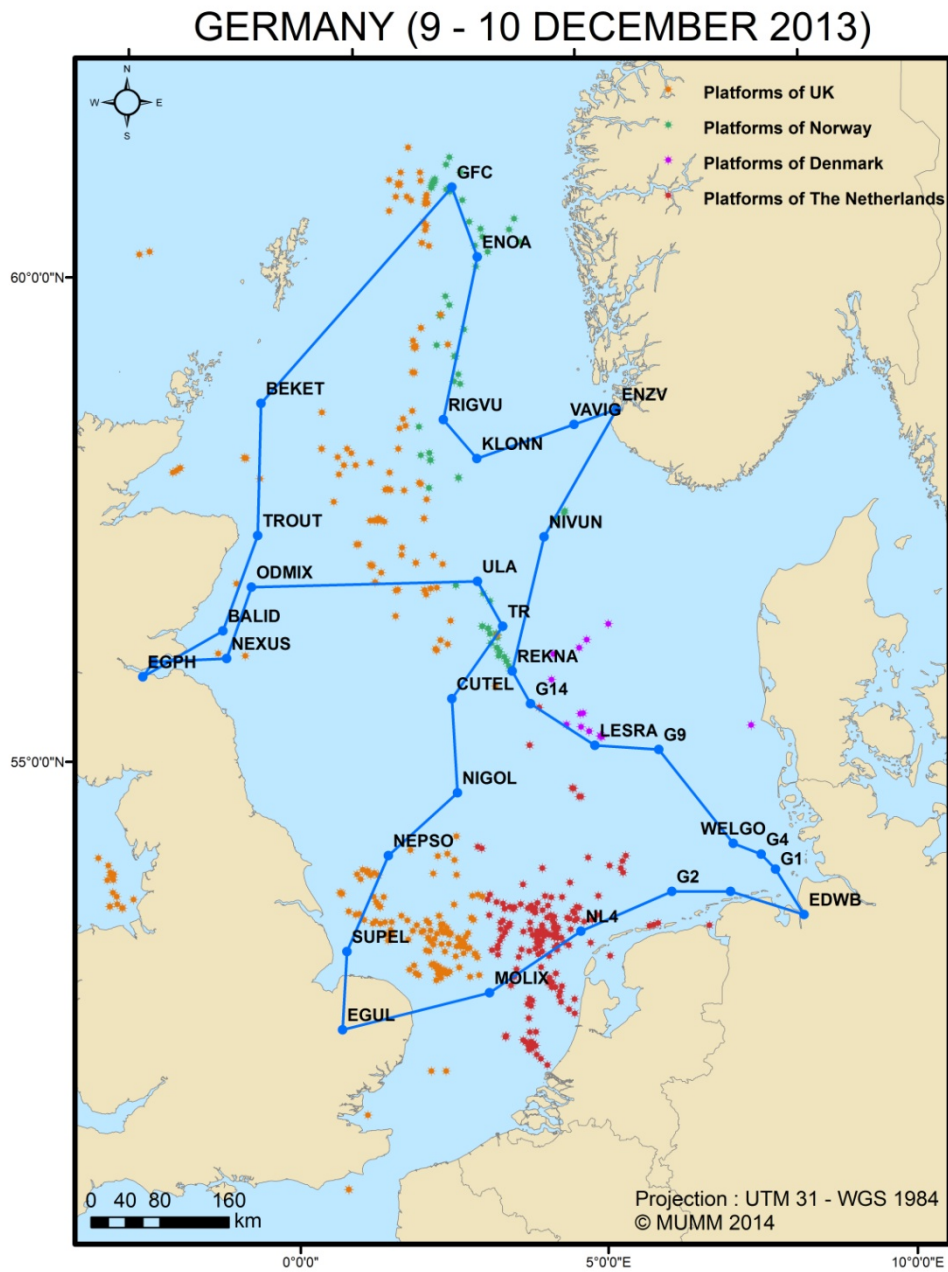 GERMANY (9 - 10 DECEMBER 2013)
N
W E
S
Platforms of UK
Platforms of Norway
Platforms of Denmark
Platforms of The Netherlands
GFC
ENOA
60°0'0"N
BEKET
RIGVU
VAVIG
ENZV
KLONN
TROUT
NIVUN
ODMIX
ULA
BALID
TR
NEXUS
EGPH
REKNA
CUTEL
G14
LESRA
G9
55°0'0"N
NIGOL
WELGO
G4
NEPSO
G1
G2
EDWB
SUPEL
NL4
MOLIX
EGUL
0 40 80 160
km
Projection : UTM 31 - WGS 1984
© MUMM 2014
0°0'0"
5°0'0"E
10°0'0"E